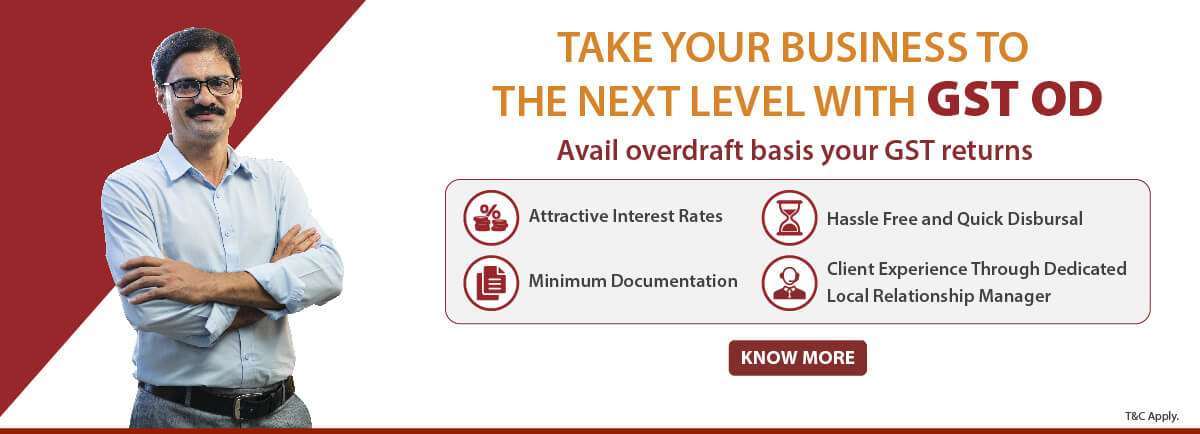 TAKE YOUR BUSINESS TO
THE NEXT LEVEL WITH GST OD
Avail overdraft basis your GST returns
Attractive Interest Rates
Hassle Free and Quick Disbursal
Minimum Documentation
Client Experience Through Dedicated
Local Relationship Manager
KNOW MORE
T&C Apply.